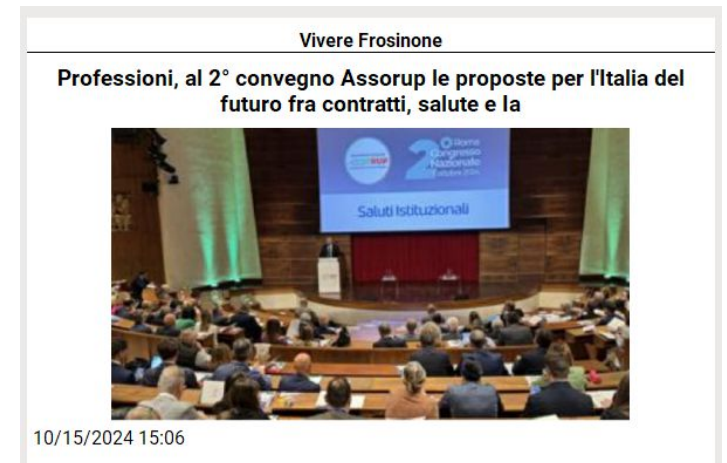 Vivere Frosinone
Professioni, al 2° convegno Assorup le proposte per l'Italia del
futuro fra contratti, salute e la
2° Roma
Congresso
Nazionale
Saluti Istituzionali
10/15/2024 15:06